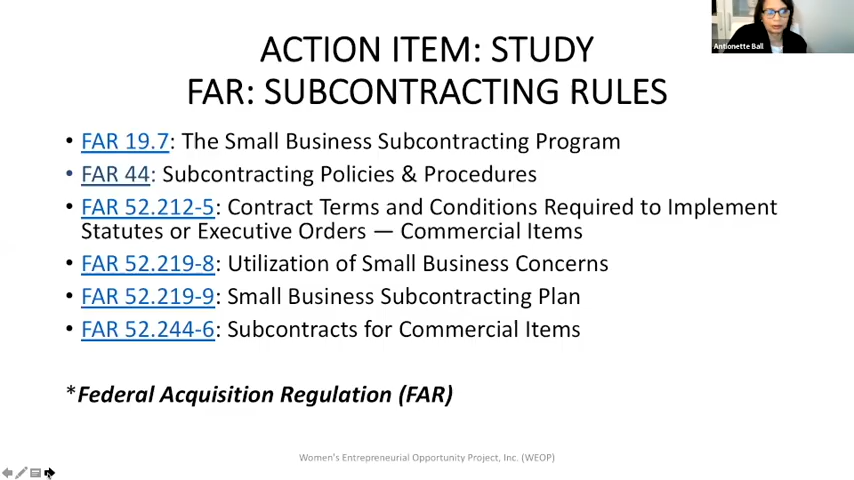 Antionette Ball
ACTION ITEM: STUDY
FAR: SUBCONTRACTING RULES
• FAR 19.7: The Small Business Subcontracting Program
• FAR 44: Subcontracting Policies & Procedures
• FAR 52.212-5: Contract Terms and Conditions Required to Implement
Statutes or Executive Orders — Commercial Items
• FAR 52.219-8: Utilization of Small Business Concerns
• FAR 52.219-9: Small Business Subcontracting Plan
• FAR 52.244-6: Subcontracts for Commercial Items
*Federal Acquisition Regulation (FAR)
Women's Entrepreneurial Opportunity Project, Inc. (WEOP)